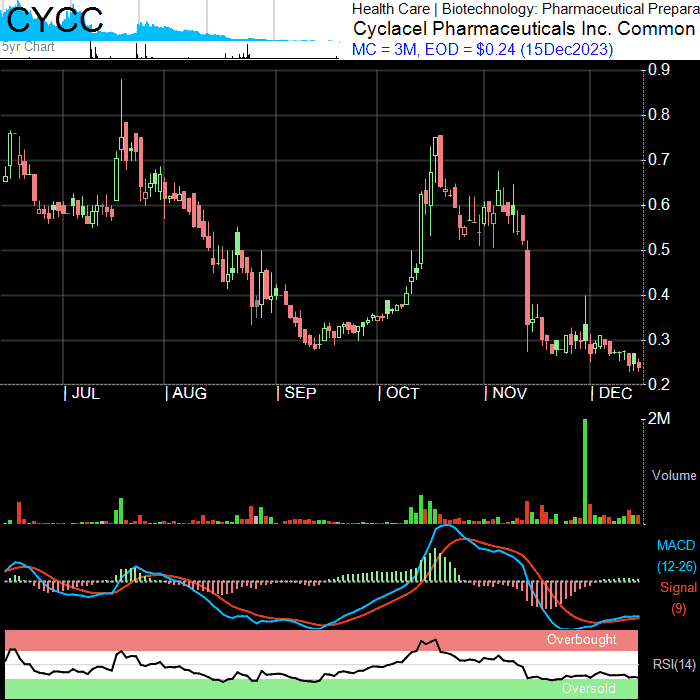 CYCC
5yr Chart
Health Care | Biotechnology: Pharmaceutical Prepara
Cyclacel Pharmaceuticals Inc. Common
MC = 3M, EOD = $0.24 (15Dec2023)
0.9
0.8
0.7
0.6
0.5
0.4
0.3
0.2
| JUL | AUG | SEP | OCT | NOV | DEC
2M
Volume
MACD
(12-26)
Signal
(9)
Overbought
RSI(14)
Oversold